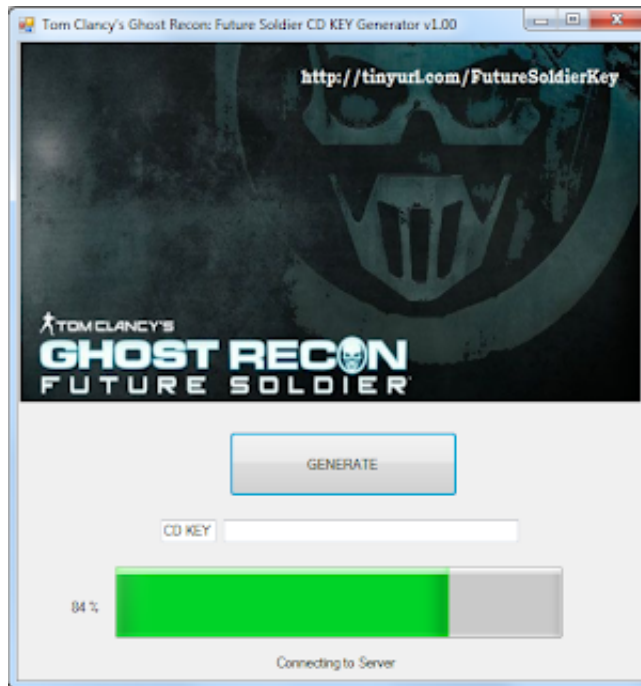 Tom Clancy's Ghost Recon: Future Soldier CD KEY Generator v1.00
http://tinyurl.com/FutureSoldierKey
TOM CLANCY'S
GHOST RECON
FUTURE SOLDIER
GENERATE
CD KEY
84 %
Connecting to Server